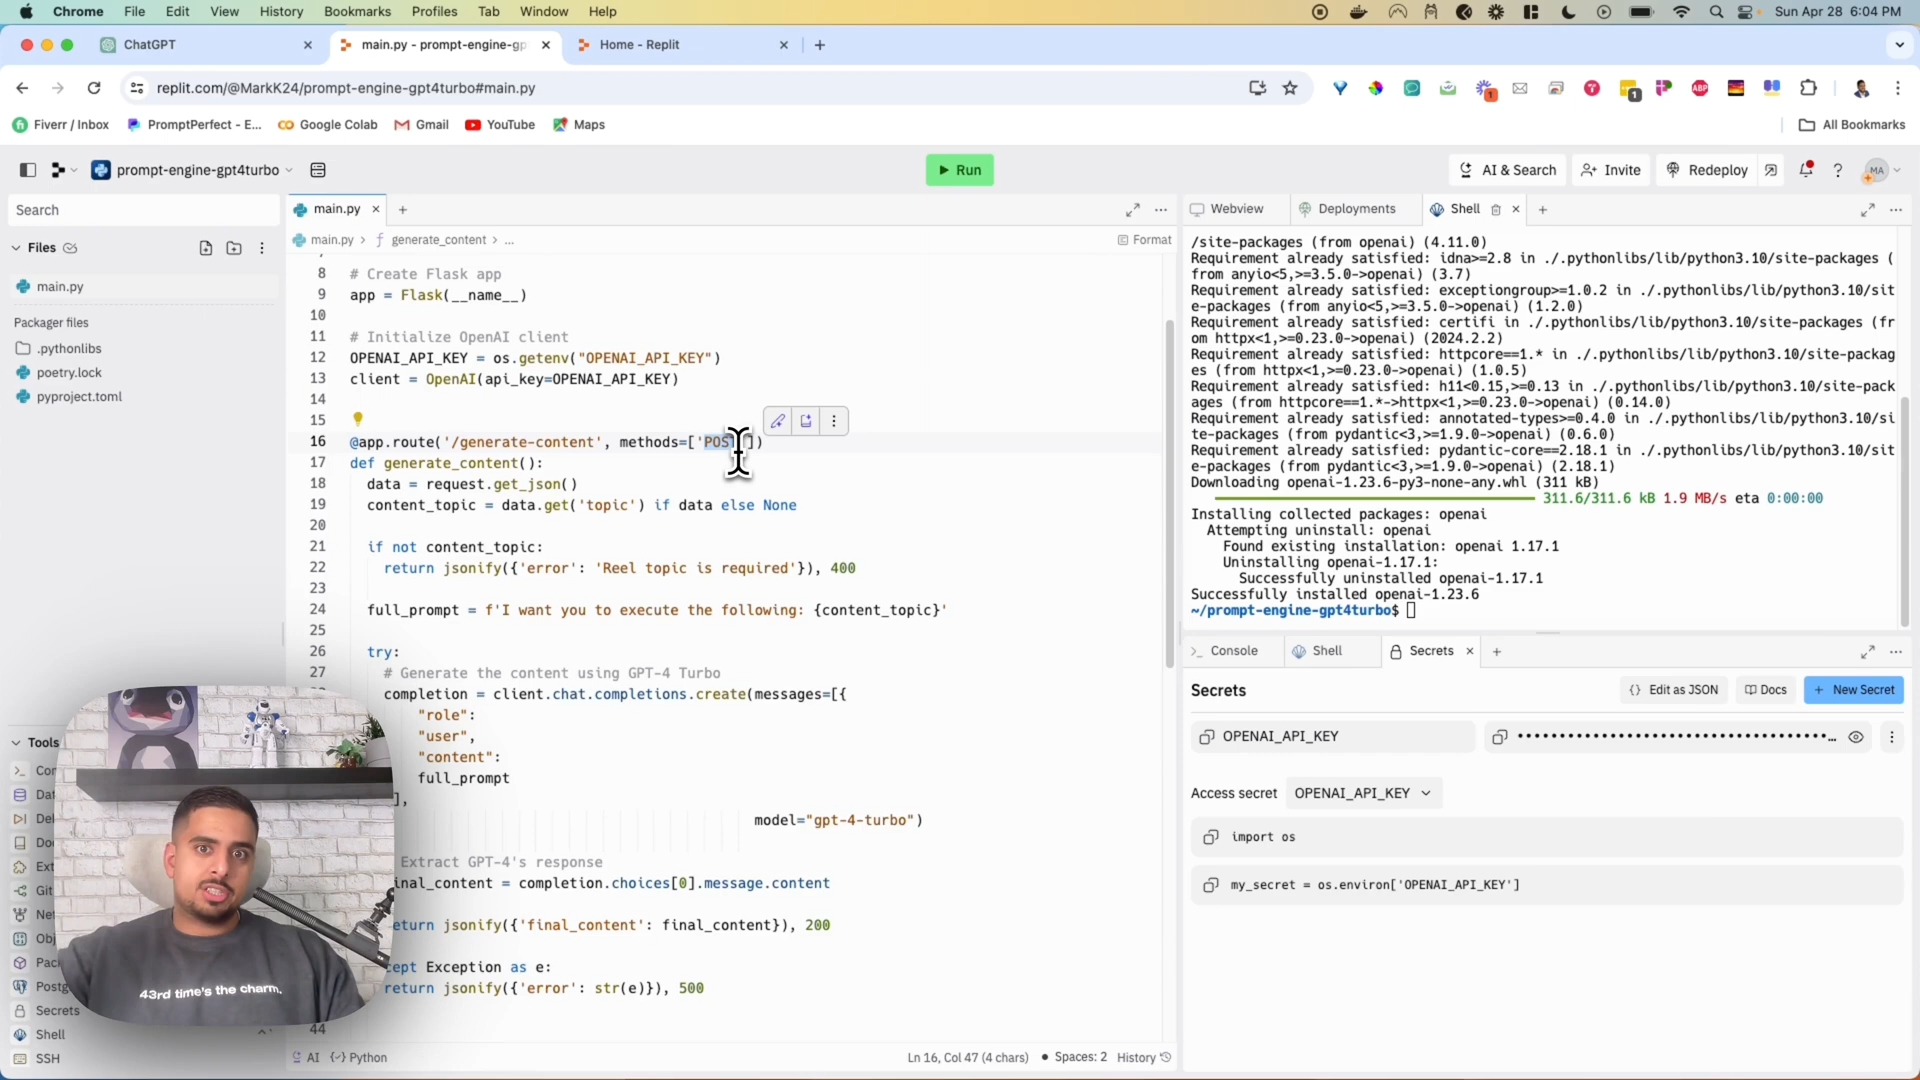 Chrome File Edit View History Bookmarks Profiles Tab Window Help
Sun Apr 28 6:04 PM
ChatGPT
main.py - prompt-engine-gp
Home - Replit
replit.com/@MarkK24/prompt-engine-gpt4turbo#main.py
1
1
ABP
Fiverr / Inbox
PromptPerfect - E...
Google Colab
Gmail
YouTube
Maps
All Bookmarks
prompt-engine-gpt4turbo
Run
AI & Search
Invite
Redeploy
MA
Search
Files
main.py
Packager files
.pythonlibs
poetry.lock
pyproject.toml
Tools
Git
Secrets
Shell
SSH
main.py
main.py > generate_content > ...
Format
8 # Create Flask app
9 app = Flask(__name__)
10
11 # Initialize OpenAI client
12 OPENAI_API_KEY = os.getenv("OPENAI_API_KEY")
13 client = OpenAI(api_key=OPENAI_API_KEY)
14
15
16 @app.route('/generate-content', methods=['POST'])
17 def generate_content():
18 data = request.get_json()
19 content_topic = data.get('topic') if data else None
20
21 if not content_topic:
22 return jsonify({'error': 'Reel topic is required'}), 400
23
24 full_prompt = f'I want you to execute the following: {content_topic}'
25
26 try:
27 # Generate the content using GPT-4 Turbo
completion = client.chat.completions.create(messages=[{
"role":
"user",
"content":
full_prompt
],
model="gpt-4-turbo")
Extract GPT-4's response
inal_content = completion.choices[0].message.content
eturn jsonify({'final_content': final_content}), 200
cept Exception as e:
return jsonify({'error': str(e)}), 500
44
43rd time's the charm.
AI
Python
Ln 16, Col 47 (4 chars)
Spaces: 2
History
Webview
Deployments
Shell
/site-packages (from openai) (4.11.0)
Requirement already satisfied: idna>=2.8 in ./.pythonlibs/lib/python3.10/site-packages (
from anyio<5,>=3.5.0->openai) (3.7)
Requirement already satisfied: exceptiongroup>=1.0.2 in ./.pythonlibs/lib/python3.10/sit
e-packages (from anyio<5,>=3.5.0->openai) (1.2.0)
Requirement already satisfied: certifi in ./.pythonlibs/lib/python3.10/site-packages (fr
om httpx<1,>=0.23.0->openai) (2024.2.2)
Requirement already satisfied: httpcore==1.* in ./.pythonlibs/lib/python3.10/site-packag
es (from httpx<1,>=0.23.0->openai) (1.0.5)
Requirement already satisfied: h11<0.15,>=0.13 in ./.pythonlibs/lib/python3.10/site-pack
ages (from httpcore==1.*->httpx<1,>=0.23.0->openai) (0.14.0)
Requirement already satisfied: annotated-types>=0.4.0 in ./.pythonlibs/lib/python3.10/si
te-packages (from pydantic<3,>=1.9.0->openai) (0.6.0)
Requirement already satisfied: pydantic-core==2.18.1 in ./.pythonlibs/lib/python3.10/sit
e-packages (from pydantic<3,>=1.9.0->openai) (2.18.1)
Downloading openai-1.23.6-py3-none-any.whl (311 kB)
311.6/311.6 kB 1.9 MB/s eta 0:00:00
Installing collected packages: openai
Attempting uninstall: openai
Found existing installation: openai 1.17.1
Uninstalling openai-1.17.1:
Successfully uninstalled openai-1.17.1
Successfully installed openai-1.23.6
~/prompt-engine-gpt4turbo$
Console
Shell
Secrets
Secrets
Edit as JSON
Docs
New Secret
OPENAI_API_KEY
Access secret
OPENAI_API_KEY
import os
my_secret = os.environ['OPENAI_API_KEY']